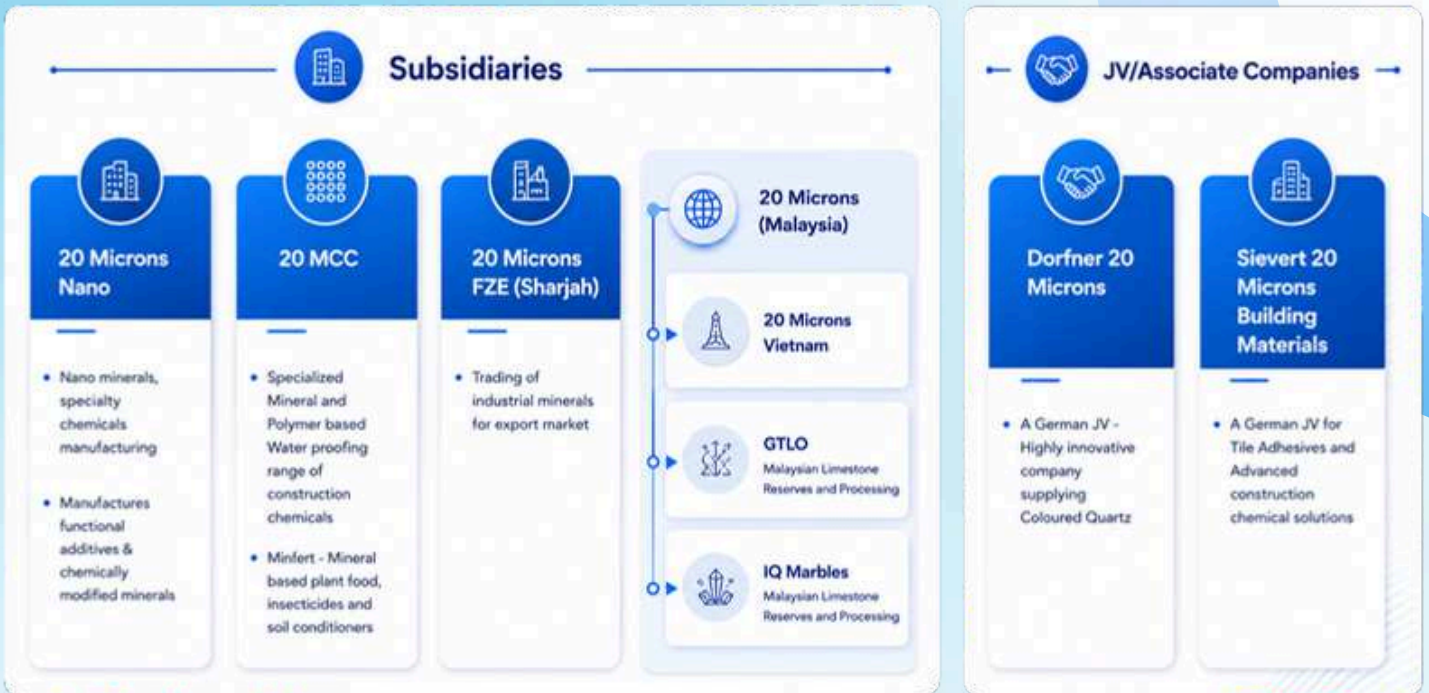 Subsidiaries
20 Microns
Nano
• Nano minerals,
specialty
chemicals
manufacturing
• Manufactures
functional
additives &
chemically
modified minerals
20 MCC
• Specialized
Mineral and
Polymer based
Water proofing
range of
construction
chemicals
• Minfert - Mineral
based plant food,
insecticides and
soil conditioners
20 Microns
FZE (Sharjah)
• Trading of
industrial minerals
for export market
20 Microns
(Malaysia)
20 Microns
Vietnam
GTLO
Malaysian Limestone
Reserves and Processing
IQ Marbles
Malaysian Limestone
Reserves and Processing
JV/Associate Companies
Dorfner 20
Microns
• A German JV -
Highly innovative
company
supplying
Coloured Quartz
Sievert 20
Microns
Building
Materials
• A German JV for
Tile Adhesives and
Advanced
construction
chemical solutions